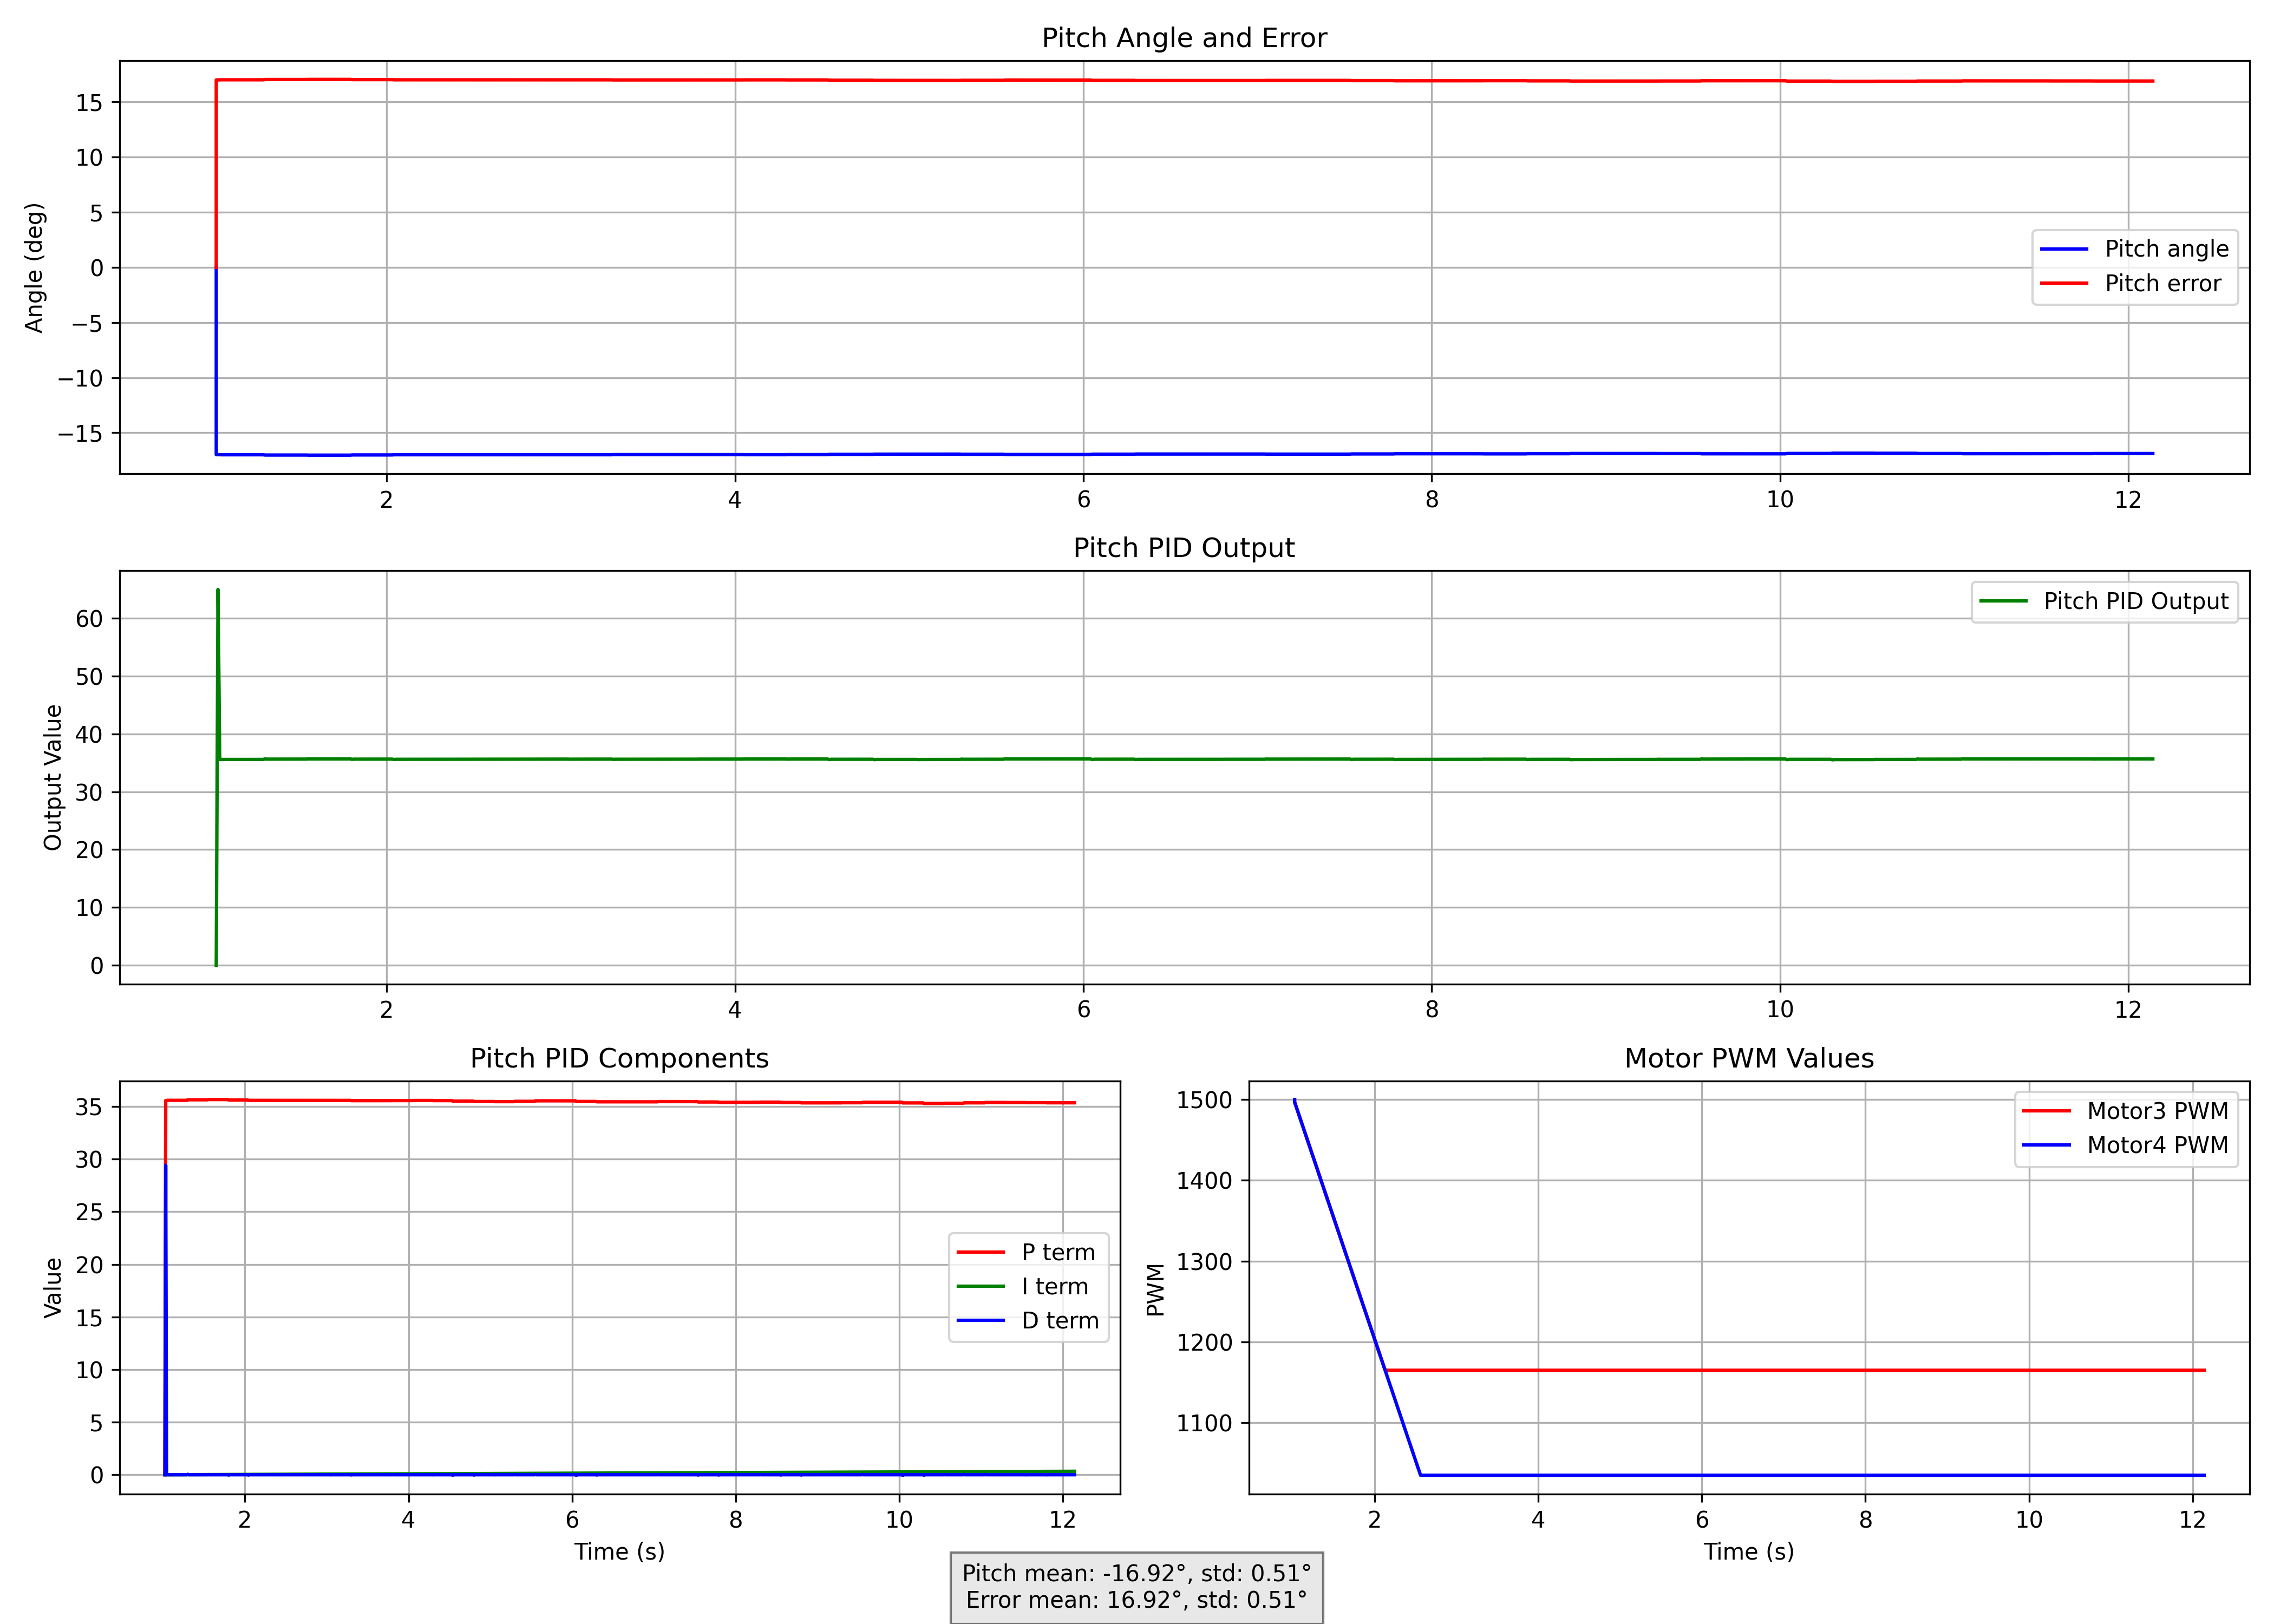 Pitch Angle and Error
Angle (deg)
15
10
5
0
−5
−10
−15
Pitch angle
Pitch error
2 4 6 8 10 12
Pitch PID Output
Output Value
60
50
40
30
20
10
0
Pitch PID Output
2 4 6 8 10 12
Pitch PID Components
Value
35
30
25
20
15
10
5
0
P term
I term
D term
2 4 6 8 10 12
Time (s)
Motor PWM Values
PWM
1500
1400
1300
1200
1100
Motor3 PWM
Motor4 PWM
2 4 6 8 10 12
Time (s)
Pitch mean: -16.92°, std: 0.51°
Error mean: 16.92°, std: 0.51°